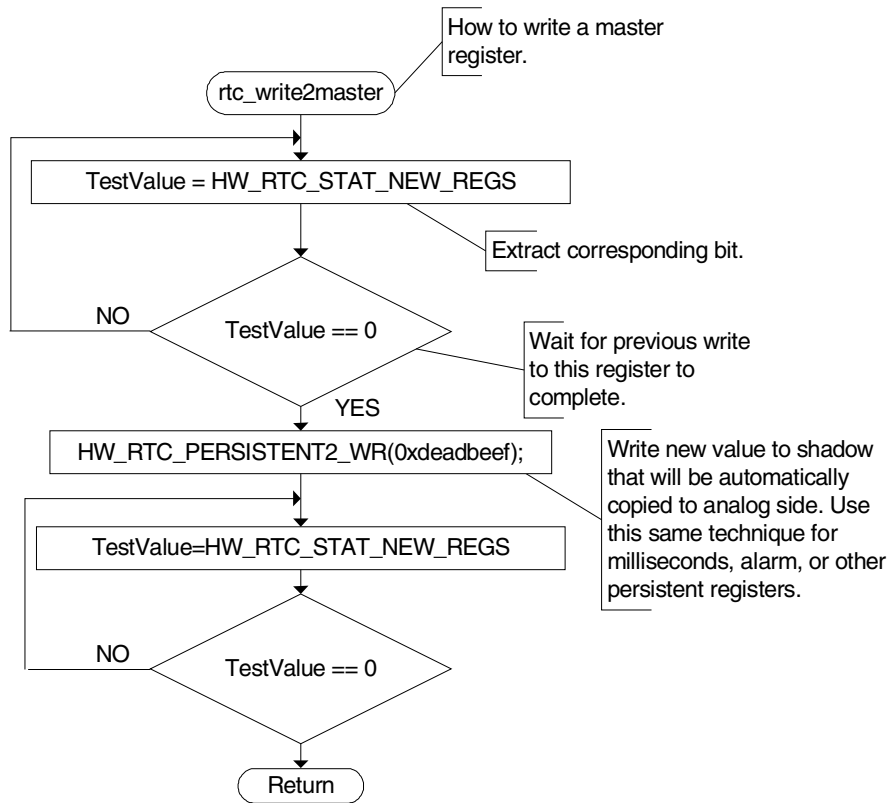 How to write a master
register.
rtc_write2master
TestValue = HW_RTC_STAT_NEW_REGS
Extract corresponding bit.
NO
TestValue == 0
Wait for previous write
to this register to
complete.
YES
HW_RTC_PERSISTENT2_WR(0xdeadbeef);
Write new value to shadow
that will be automatically
copied to analog side. Use
this same technique for
milliseconds, alarm, or other
persistent registers.
TestValue=HW_RTC_STAT_NEW_REGS
NO
TestValue == 0
Return